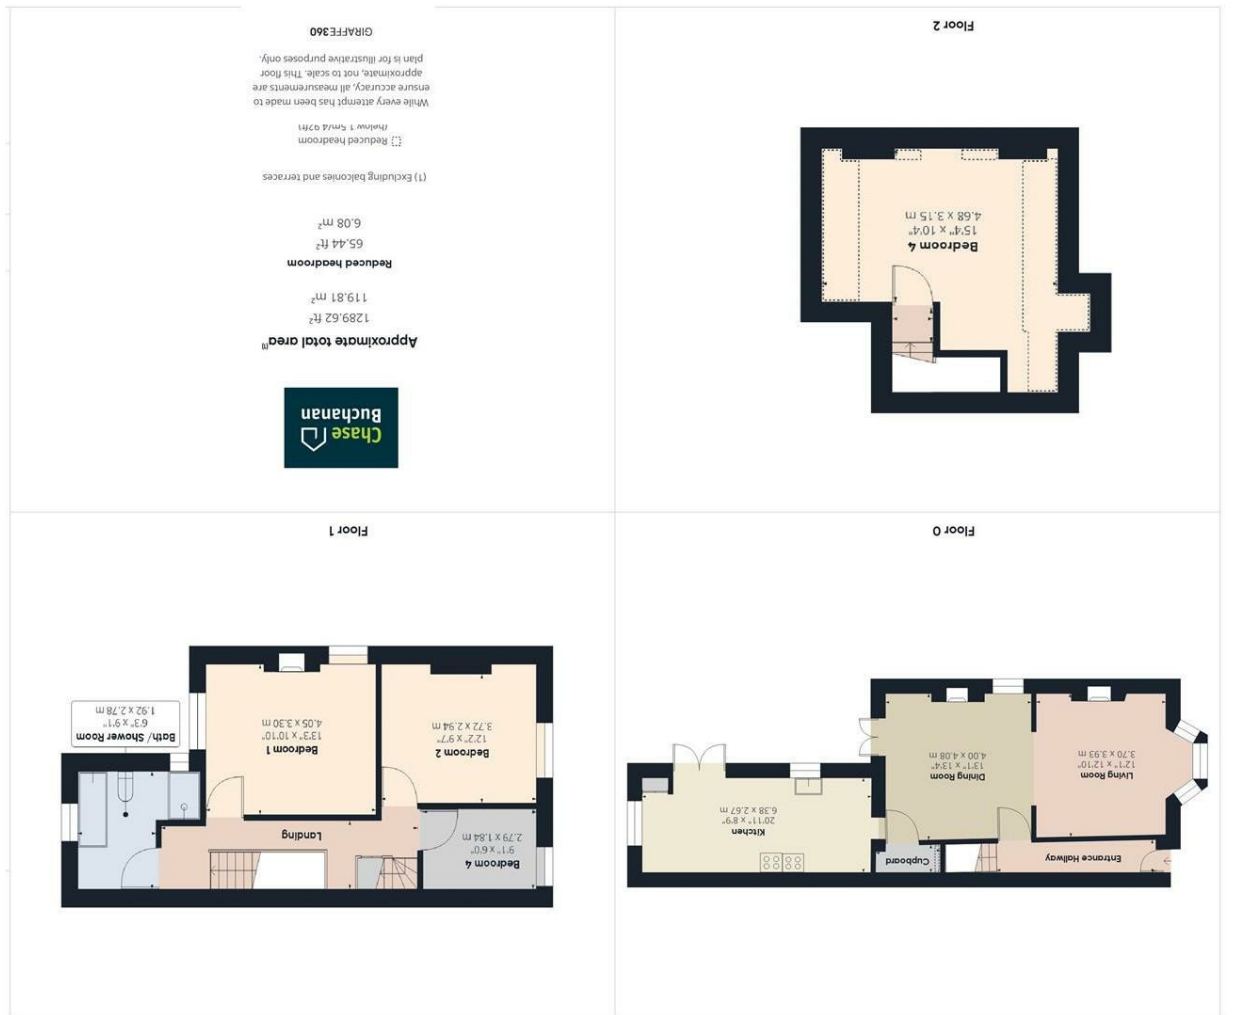 Entrance Hallway
Cupboard
Living Room
12'1" x 12'10"
3.70 x 3.93 m
Dining Room
13'1" x 13'4"
4.00 x 4.08 m
Kitchen
20'11" x 8'9"
6.38 x 2.67 m
Floor 0
Bedroom 4
9'1" x 6'0"
2.79 x 1.84 m
Landing
Bedroom 2
12'2" x 9'7"
3.72 x 2.94 m
Bedroom 1
13'3" x 10'10"
4.05 x 3.30 m
Bath/ Shower Room
6'3" x 9'1"
1.92 x 2.78 m
Floor 1
Bedroom 4
15'4" x 10'4"
4.68 x 3.15 m
Floor 2
Chase
Buchanan
Approximate total area(1)
1289.62 ft²
119.81 m²
Reduced headroom
65.44 ft²
6.08 m²
(1) Excluding balconies and terraces
Reduced headroom
(below 1.5m/4.92ft)
While every attempt has been made to
ensure accuracy, all measurements are
approximate, not to scale. This floor
plan is for illustrative purposes only.
GIRAFFE360